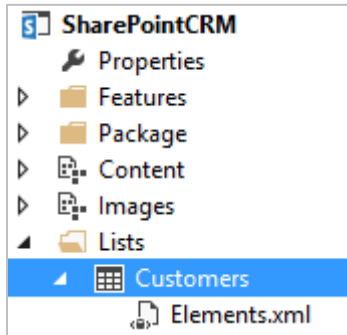 SharePointCRM
Properties
Features
Package
Content
Images
Lists
Customers
Elements.xml